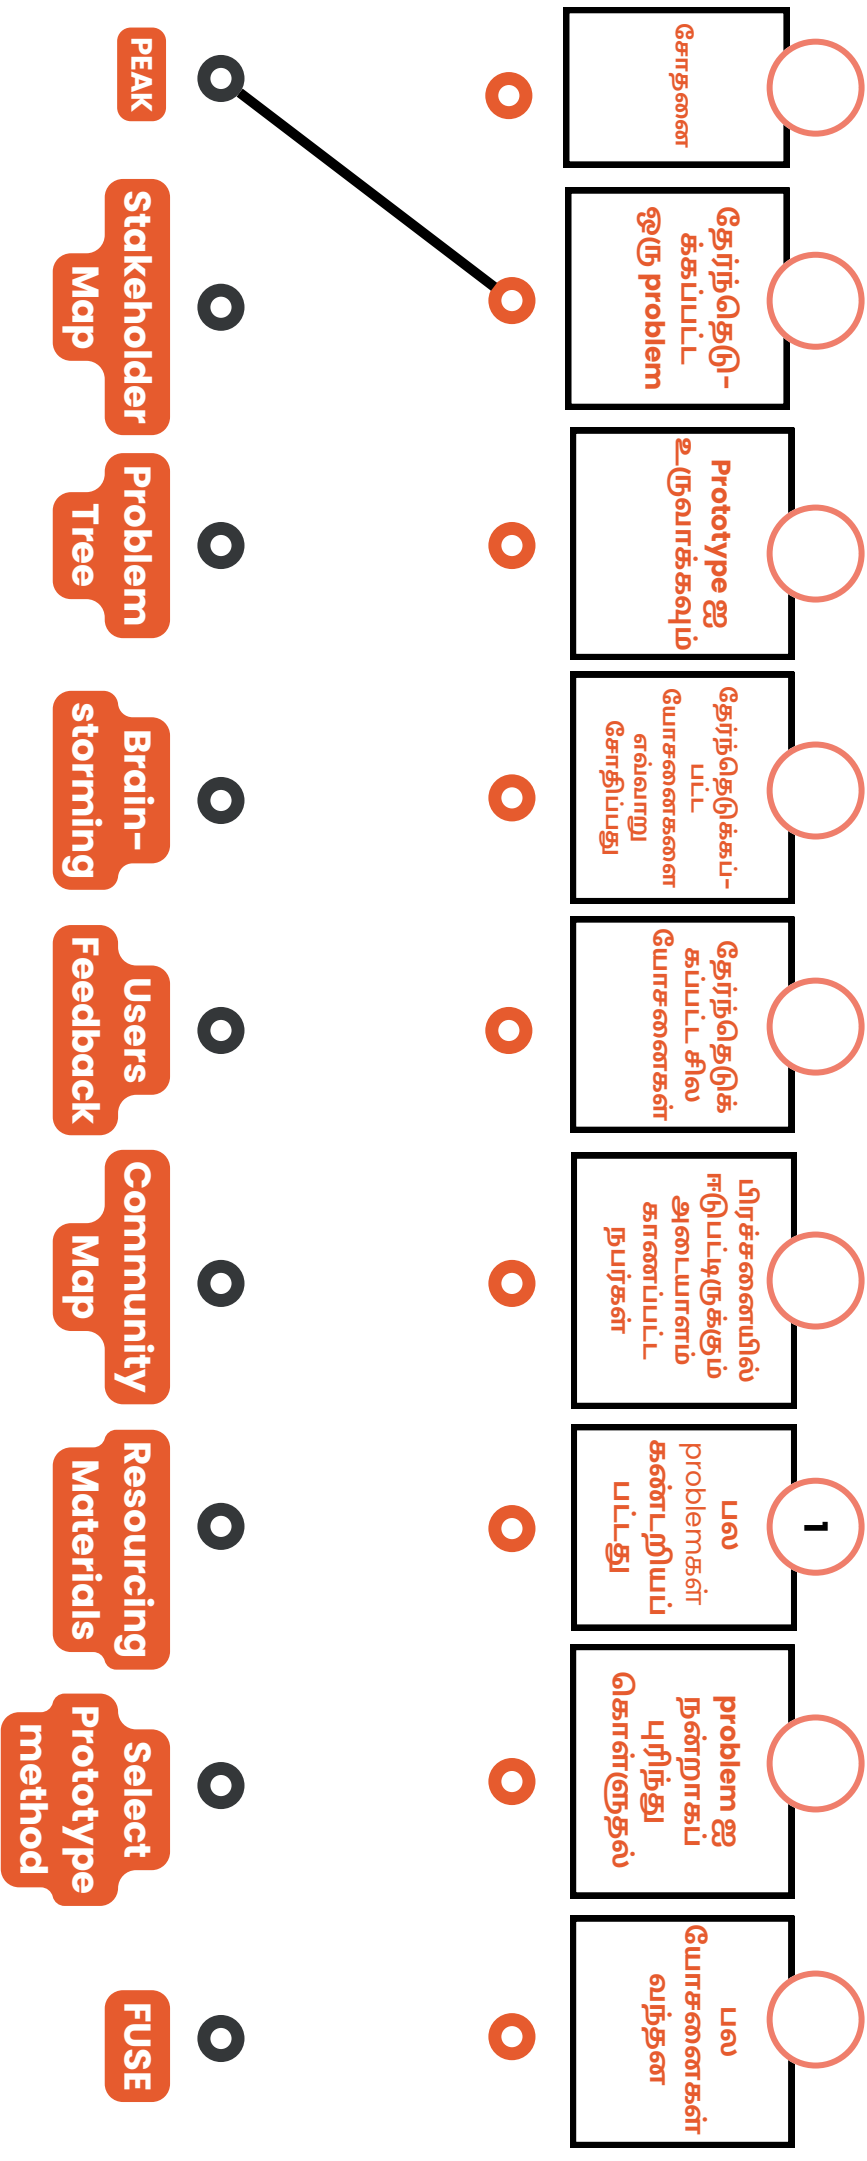 சோதனை
தேர்ந்தெடு-
க்கப்பட்ட
ஒரு problem
Prototype ஐ
உருவாக்கவும்
தேர்ந்தெடுக்கப்-
பட்ட
யோசனைகளை
எவ்வாறு
சோதிப்பது
தேர்ந்தெடுக்
கப்பட்ட சில
யோசனைகள்
பிரச்சனையில்
ஈடுபட்டிருக்கும்
அடையாளம்
காணப்பட்ட
நபர்கள்
1
பல
problemகள்
கண்டறியப்
பட்டது
problem ஐ
நன்றாகப்
புரிந்து
கொள்ளுதல்
பல
யோசனைகள்
வந்தன
PEAK
Stakeholder
Map
Problem
Tree
Brain-
storming
Users
Feedback
Community
Map
Resourcing
Materials
Select
Prototype
method
FUSE